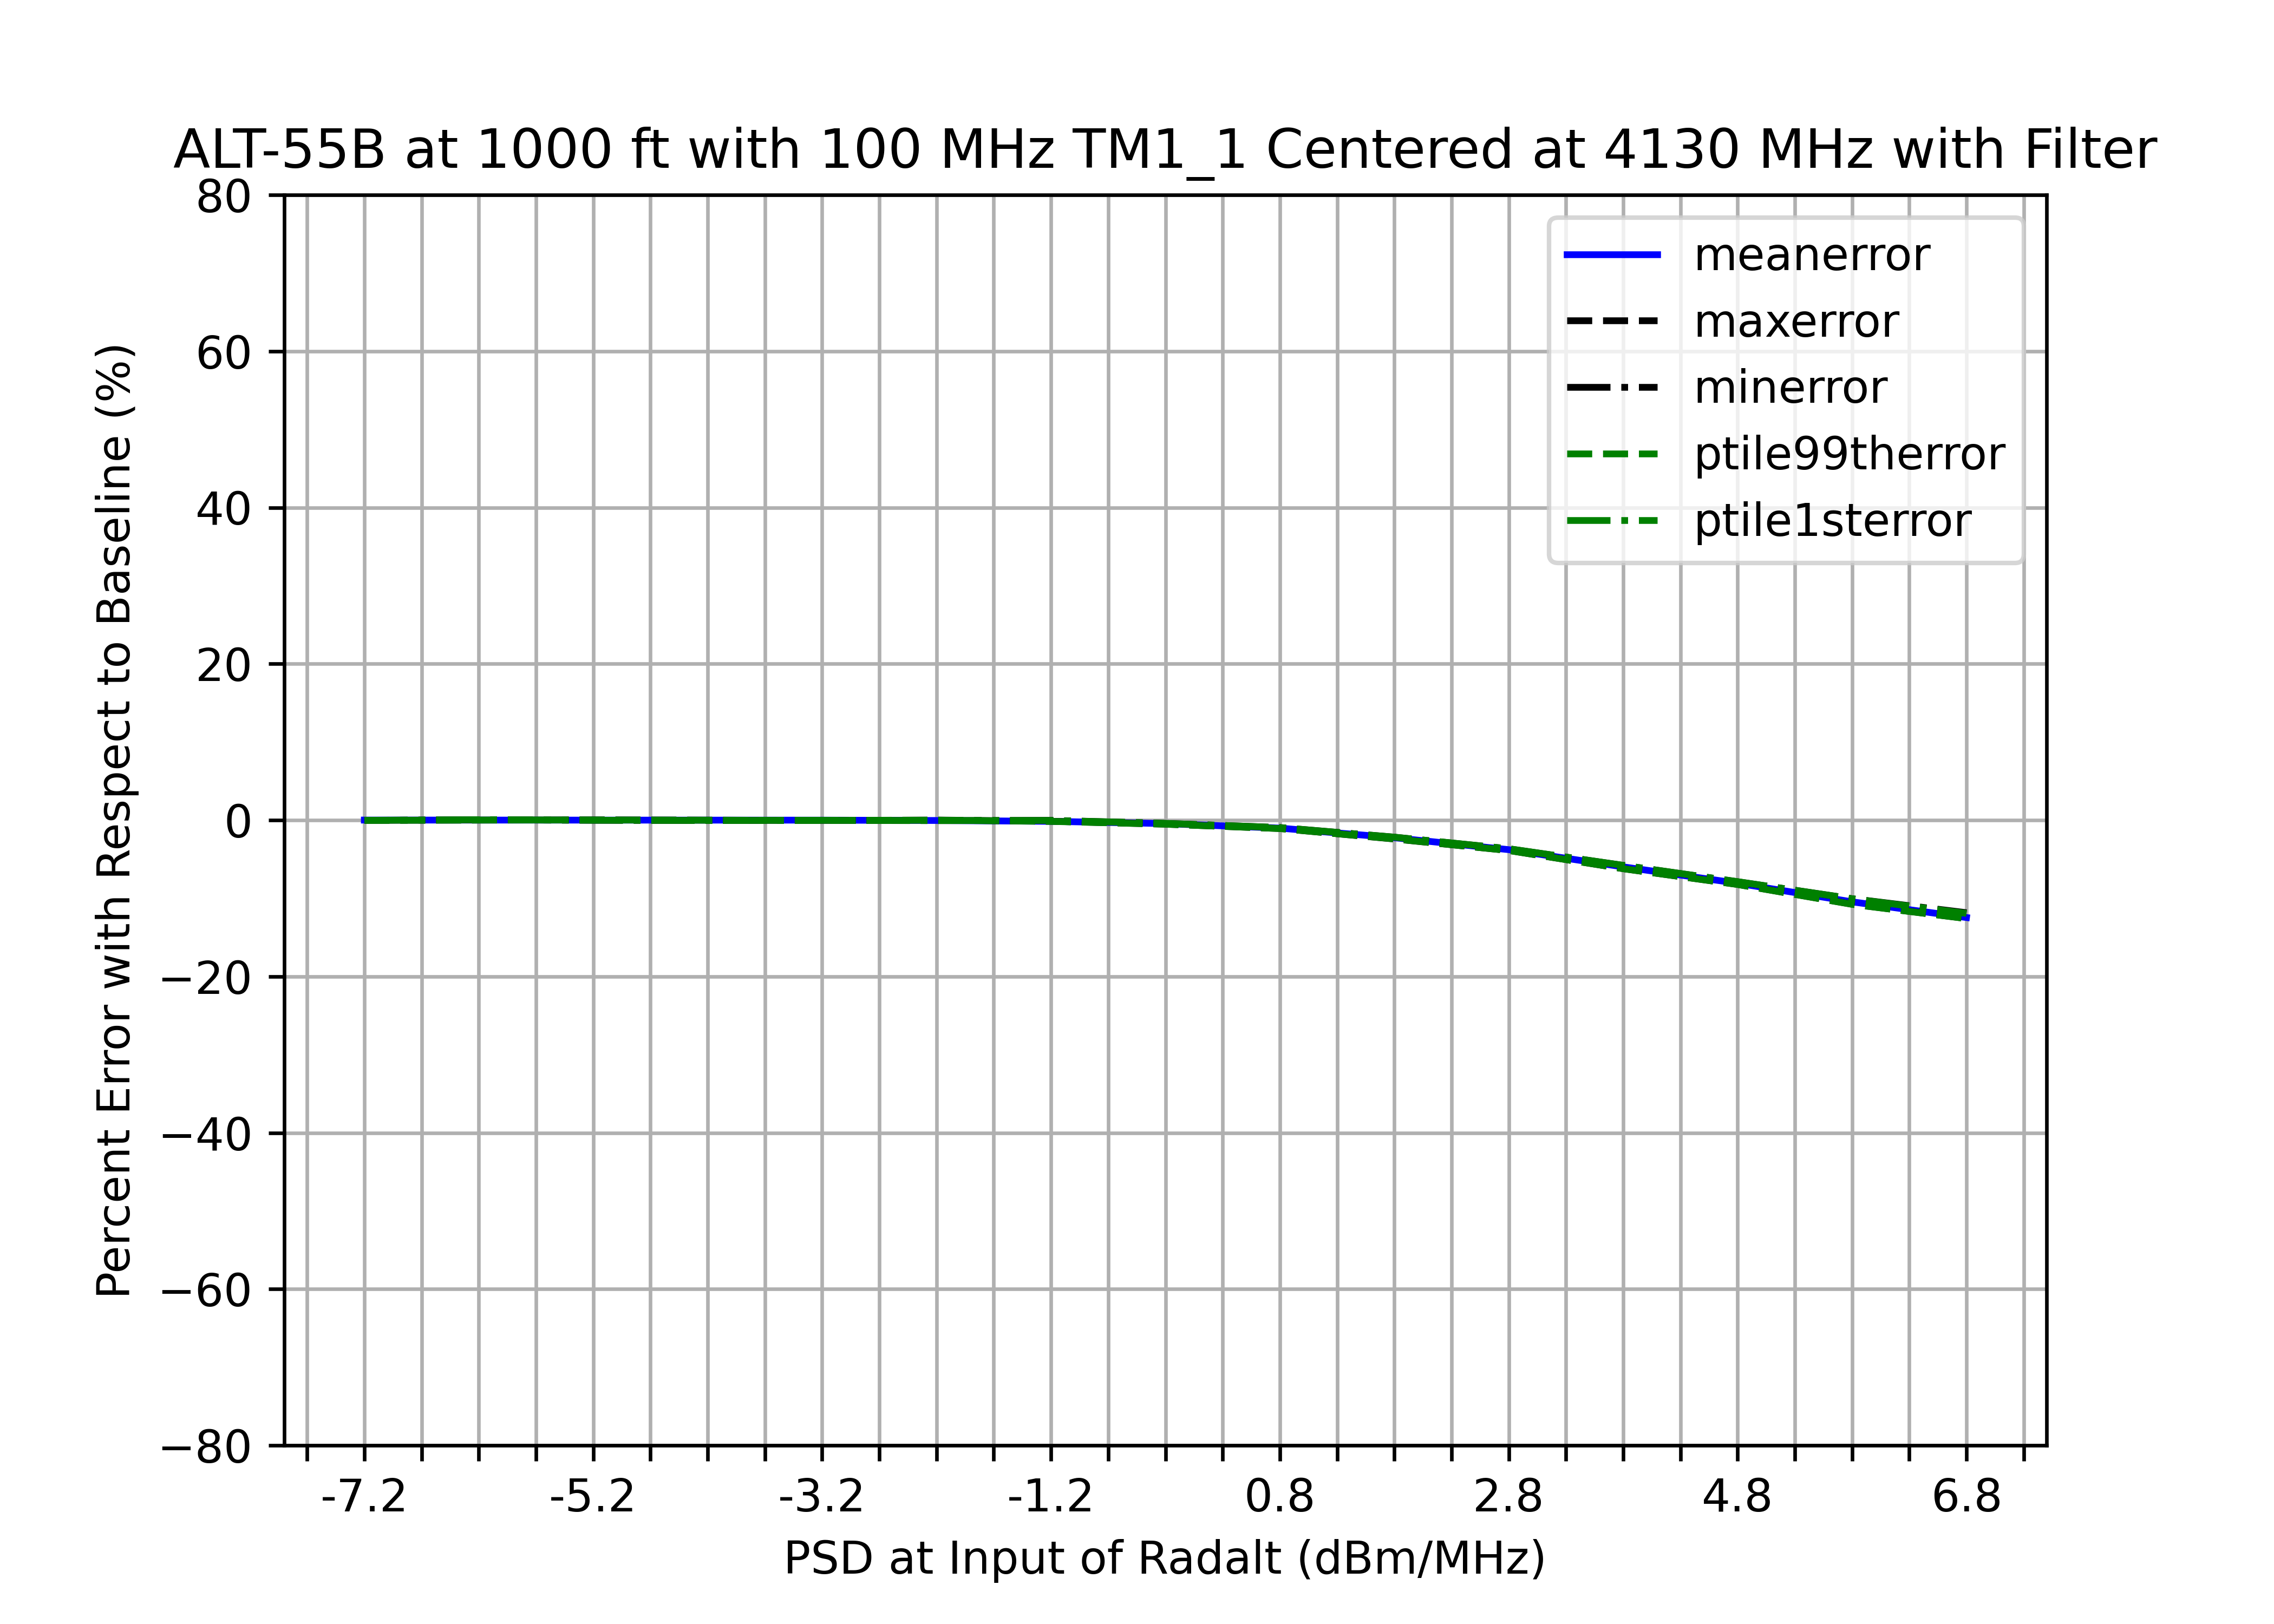 ALT-55B at 1000 ft with 100 MHz TM1_1 Centered at 4130 MHz with Filter
80
60
40
20
0
−20
−40
−60
−80
Percent Error with Respect to Baseline (%)
meanerror
maxerror
minerror
ptile99therror
ptile1sterror
-7.2 -5.2 -3.2 -1.2 0.8 2.8 4.8 6.8
PSD at Input of Radalt (dBm/MHz)